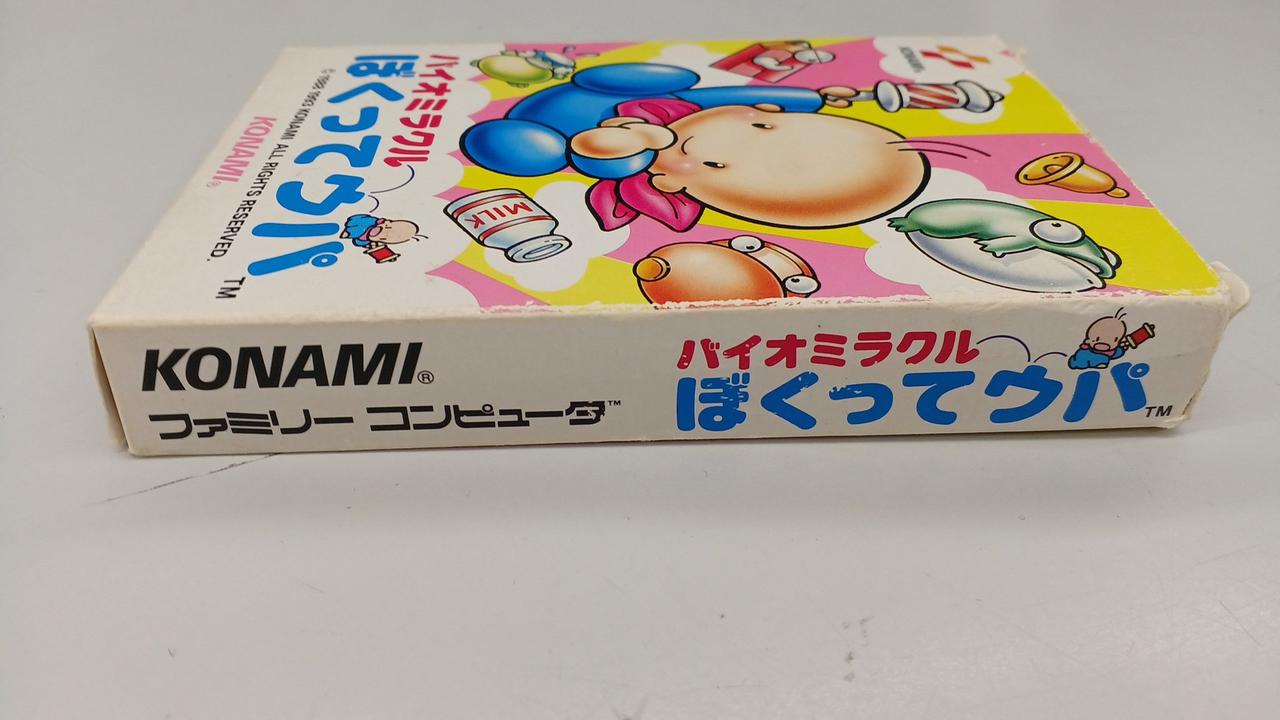 バイオミラクル
ぼくってウパ
TM
© 1988 1993 KONAMI ALL RIGHTS RESERVED.
KONAMI®
KONAMI
MILK
KONAMI®
ファミリー コンピュータ™
バイオミラクル
ぼくってウパ
TM